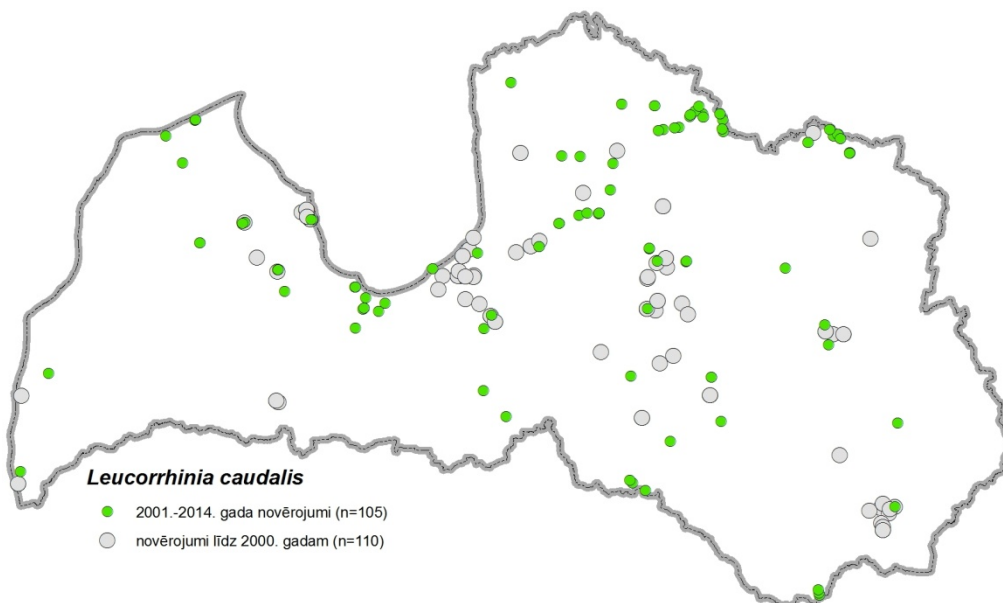 Leucorrhinia caudalis
2001.-2014. gada novērojumi (n=105)
novērojumi līdz 2000. gadam (n=110)